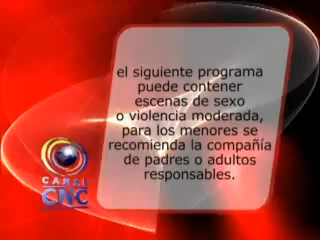 el siguiente programa
puede contener
escenas de sexo
o violencia moderada,
para los menores se
recomienda la compañía
de padres o adultos
responsables.
CANAL
CNC